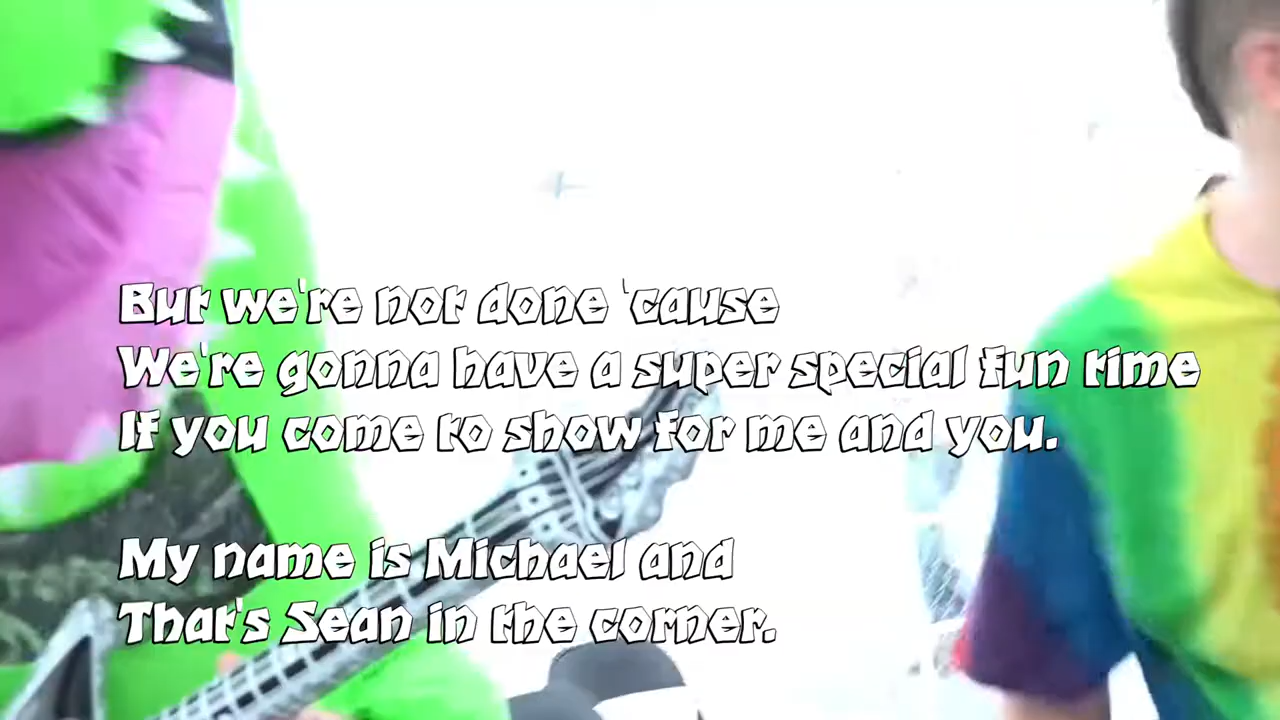 But we're not done 'cause
We're gonna have a super special fun time
If you come to show for me and you.
My name is Michael and
That's Sean in the corner.